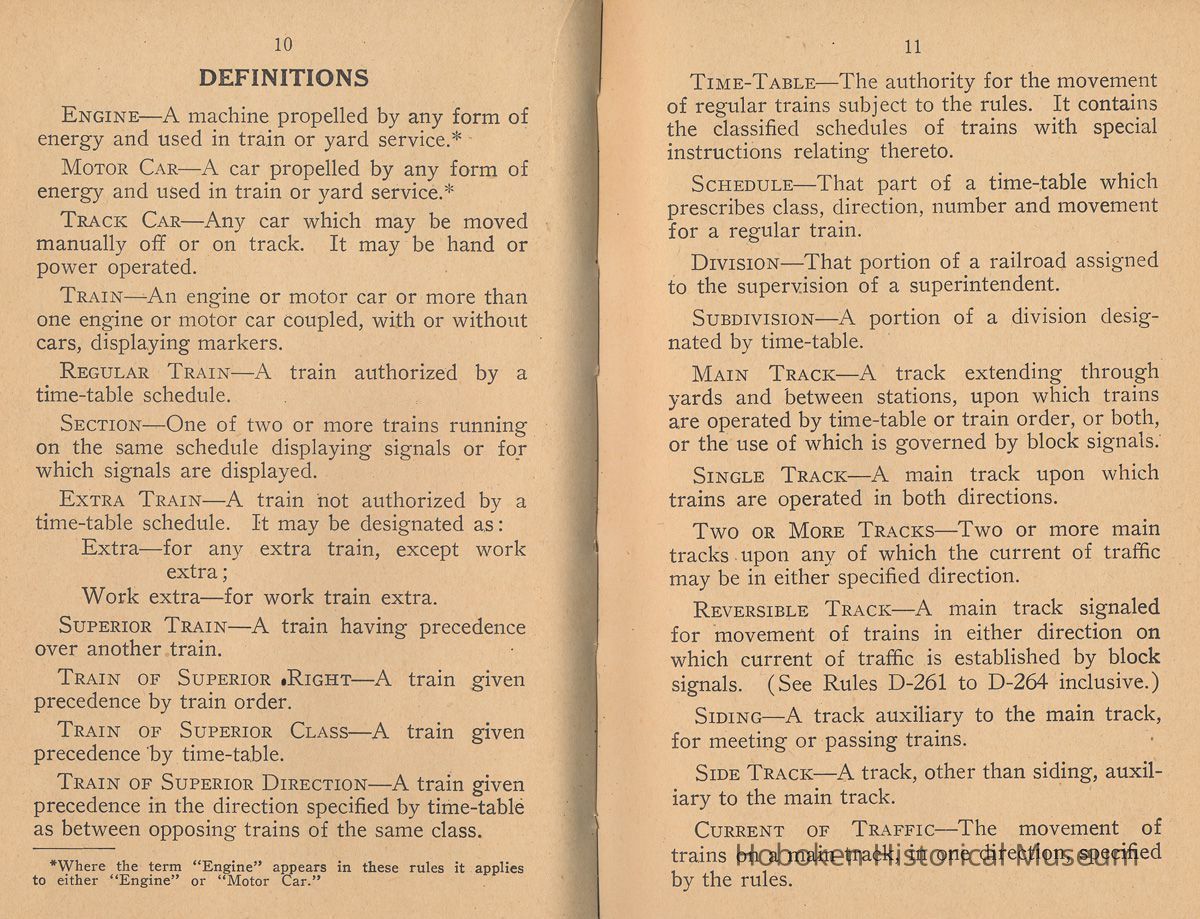 10
DEFINITIONS
ENGINE—A machine propelled by any form of
energy and used in train or yard service.*
MOTOR CAR—A car propelled by any form of
energy and used in train or yard service.*
TRACK CAR—Any car which may be moved
manually off or on track. It may be hand or
power operated.
TRAIN—An engine or motor car or more than
one engine or motor car coupled, with or without
cars, displaying markers.
REGULAR TRAIN—A train authorized by a
time-table schedule.
SECTION—One of two or more trains running
on the same schedule displaying signals or for
which signals are displayed.
EXTRA TRAIN—A train not authorized by a
time-table schedule. It may be designated as:
Extra—for any extra train, except work
extra;
Work extra—for work train extra.
SUPERIOR TRAIN—A train having precedence
over another train.
TRAIN OF SUPERIOR RIGHT—A train given
precedence by train order.
TRAIN OF SUPERIOR CLASS—A train given
precedence by time-table.
TRAIN OF SUPERIOR DIRECTION—A train given
precedence in the direction specified by time-table
as between opposing trains of the same class.
*Where the term "Engine" appears in these rules it applies
to either "Engine" or "Motor Car."
11
TIME-TABLE—The authority for the movement
of regular trains subject to the rules. It contains
the classified schedules of trains with special
instructions relating thereto.
SCHEDULE—That part of a time-table which
prescribes class, direction, number and movement
for a regular train.
DIVISION—That portion of a railroad assigned
to the supervision of a superintendent.
SUBDIVISION—A portion of a division desig-
nated by time-table.
MAIN TRACK—A track extending through
yards and between stations, upon which trains
are operated by time-table or train order, or both,
or the use of which is governed by block signals.
SINGLE TRACK—A main track upon which
trains are operated in both directions.
TWO OR MORE TRACKS—Two or more main
tracks upon any of which the current of traffic
may be in either specified direction.
REVERSIBLE TRACK—A main track signaled
for movement of trains in either direction on
which current of traffic is established by block
signals. (See Rules D-261 to D-264 inclusive.)
SIDING—A track auxiliary to the main track,
for meeting or passing trains.
SIDE TRACK—A track, other than siding, auxil-
iary to the main track.
CURRENT OF TRAFFIC—The movement of
trains on a main track, in one direction, specified
by the rules.
Hoboken Historical Museum